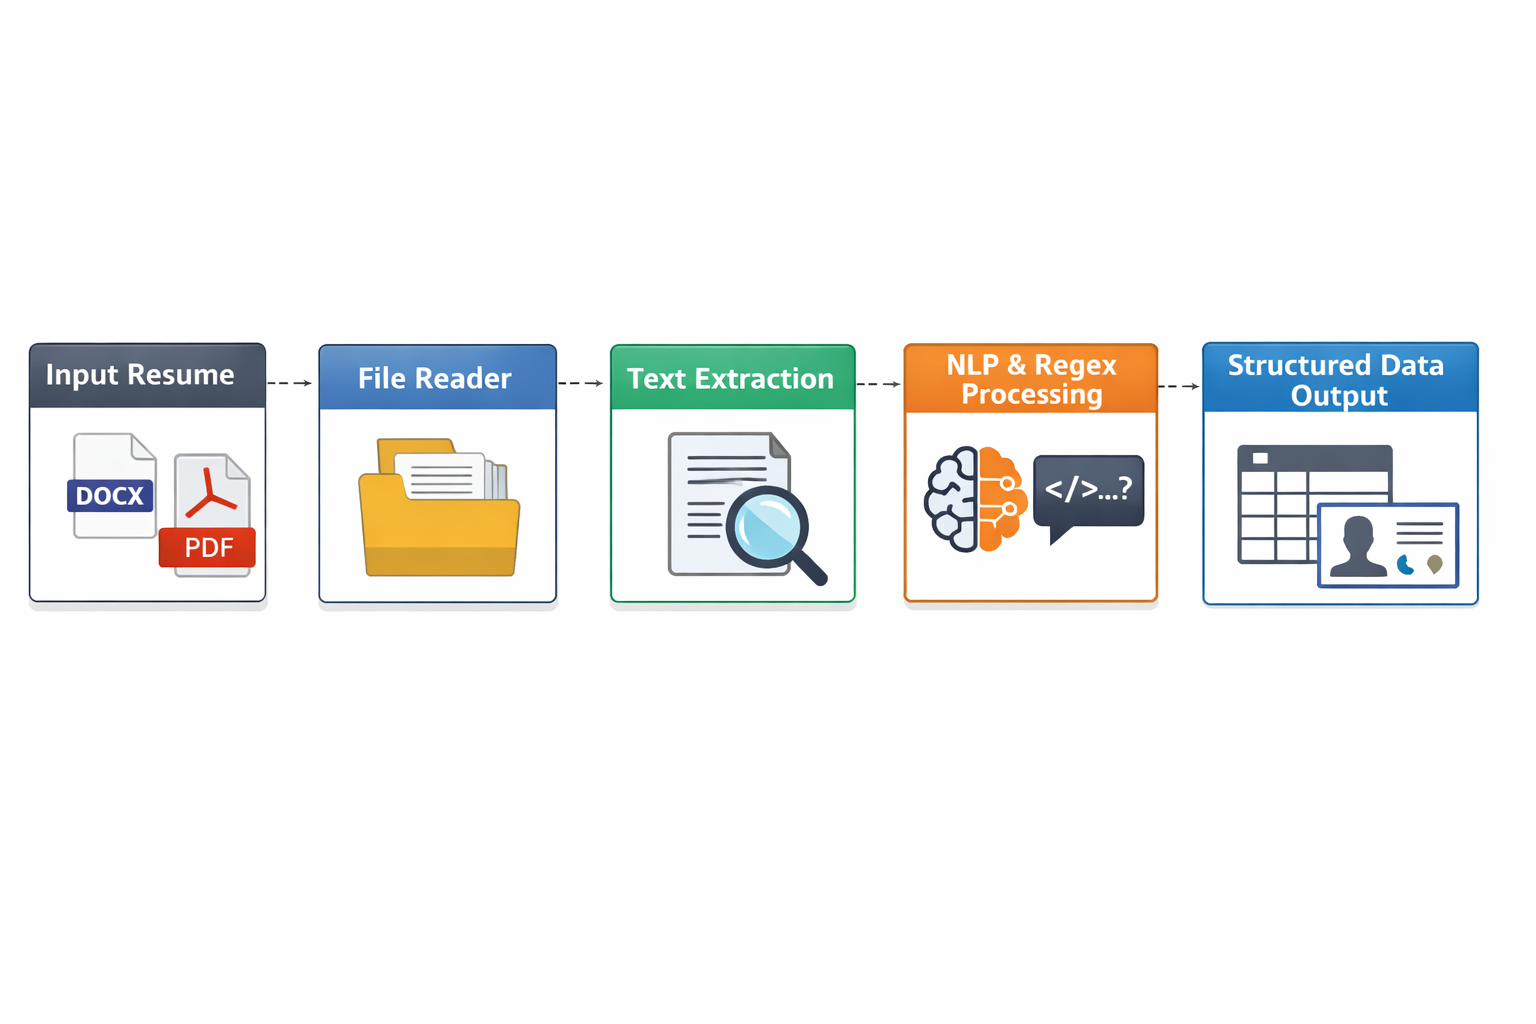 Input Resume
File Reader
Text Extraction
NLP & Regex
Processing
Structured Data
Output
DOCX
PDF
</>...?